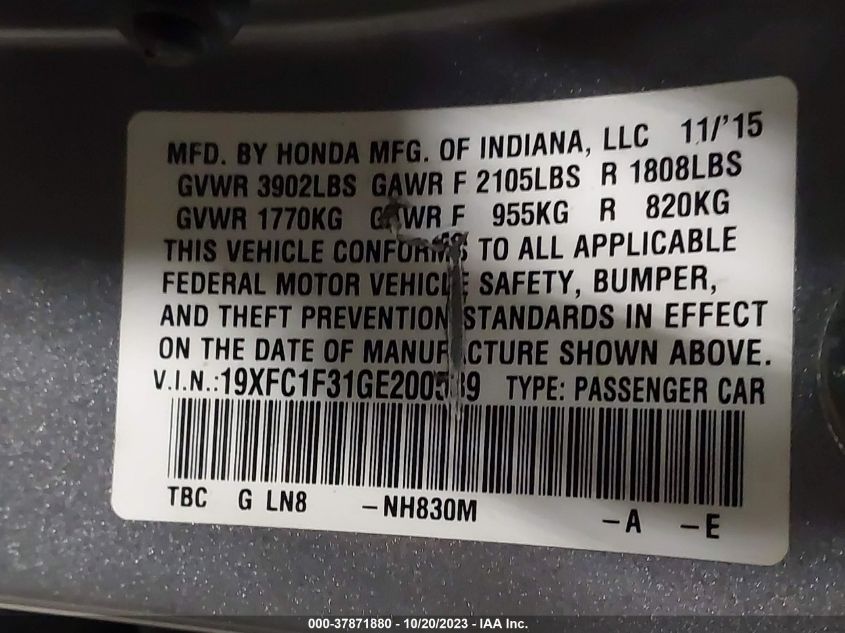 MFD. BY HONDA MFG. OF INDIANA, LLC 11/'15
GVWR 3902LBS GAWR F 2105LBS R 1808LBS
GVWR 1770KG GAWR F 955KG R 820KG
THIS VEHICLE CONFORMS TO ALL APPLICABLE
FEDERAL MOTOR VEHICLE SAFETY, BUMPER,
AND THEFT PREVENTION STANDARDS IN EFFECT
ON THE DATE OF MANUFACTURE SHOWN ABOVE.
V.I.N.: TYPE: PASSENGER CAR
TBC G LN8 -NH830M -A -E
000-37871880 - 10/20/2023 - IAA Inc.